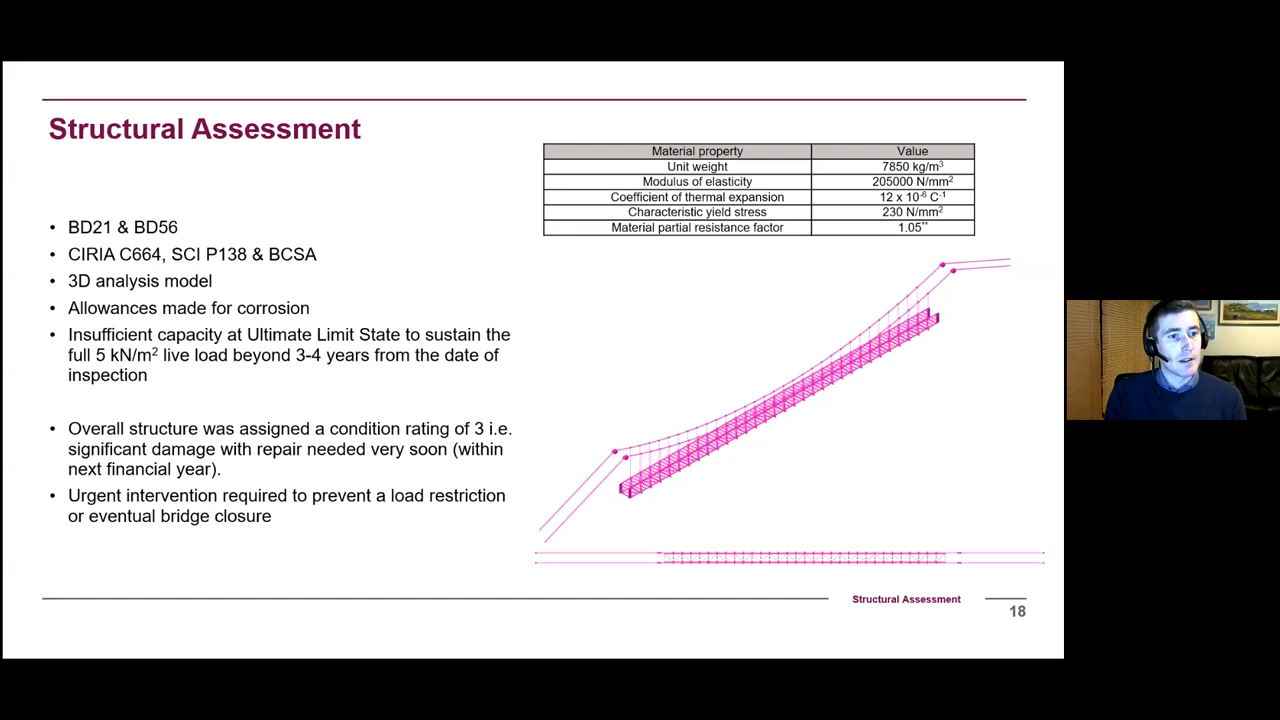 Structural Assessment
• BD21 & BD56
• CIRIA C664, SCI P138 & BCSA
• 3D analysis model
• Allowances made for corrosion
• Insufficient capacity at Ultimate Limit State to sustain the
full 5 kN/m² live load beyond 3-4 years from the date of
inspection
• Overall structure was assigned a condition rating of 3 i.e.
significant damage with repair needed very soon (within
next financial year).
• Urgent intervention required to prevent a load restriction
or eventual bridge closure
Material property Value
Unit weight 7850 kg/m³
Modulus of elasticity 205000 N/mm²
Coefficient of thermal expansion 12 x 10⁻⁶ C⁻¹
Characteristic yield stress 230 N/mm²
Material partial resistance factor 1.05**
Structural Assessment
18